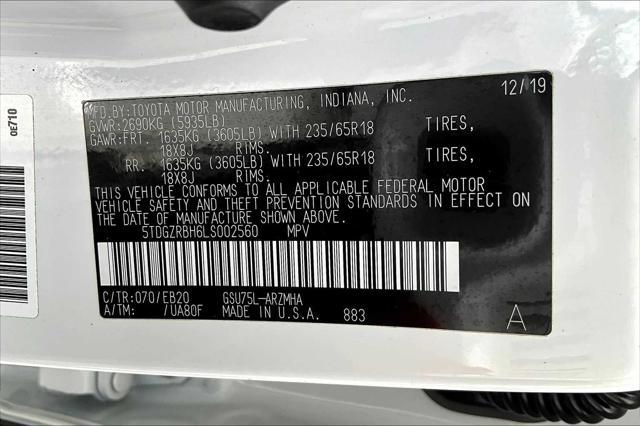 MFD.BY:TOYOTA MOTOR MANUFACTURING, INDIANA, INC. 12/19
GVWR:2690KG (5935LB)
GAWR:FRT. 1635KG (3605LB) WITH 235/65R18 TIRES,
18X8J RIMS.
RR. 1635KG (3605LB) WITH 235/65R18 TIRES,
18X8J RIMS.
THIS VEHICLE CONFORMS TO ALL APPLICABLE FEDERAL MOTOR
VEHICLE SAFETY AND THEFT PREVENTION STANDARDS IN EFFECT ON
THE DATE OF MANUFACTURE SHOWN ABOVE.
5TDGZRBH6LS002560 MPV
C/TR:070/EB20 GSU75L-ARZMHA
A/TM: /UA80F MADE IN U.S.A. 883 A
0E710